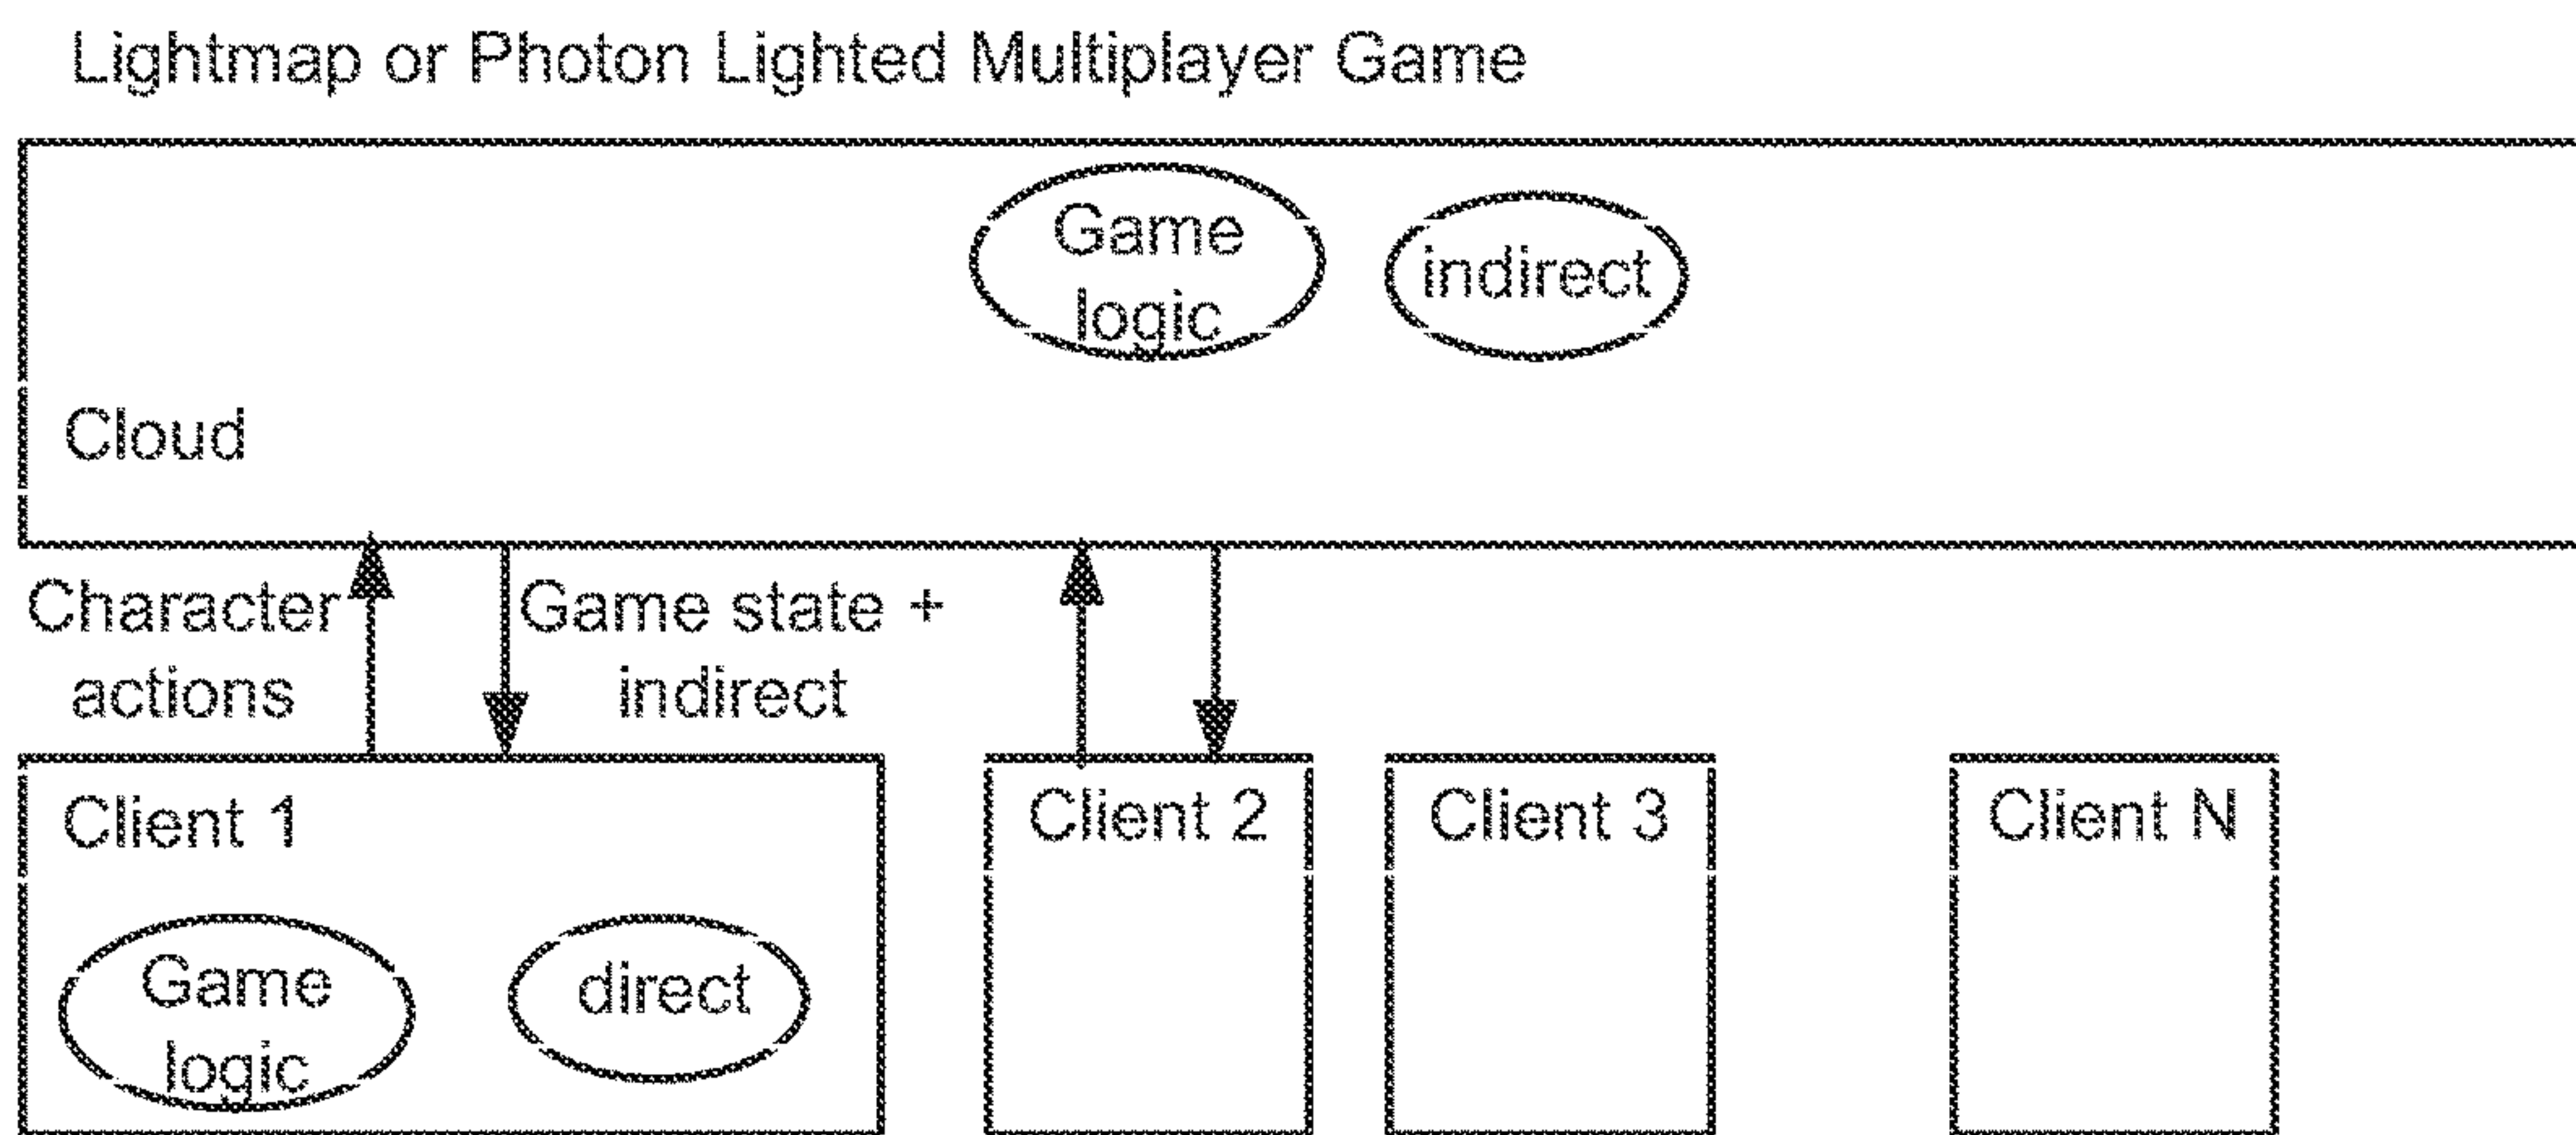 Lightmap or Photon Lighted Multiplayer Game
Game
logic
indirect
Cloud
Character
actions
Game state +
indirect
Client 1
Game
logic
direct
Client 2
Client 3
Client N